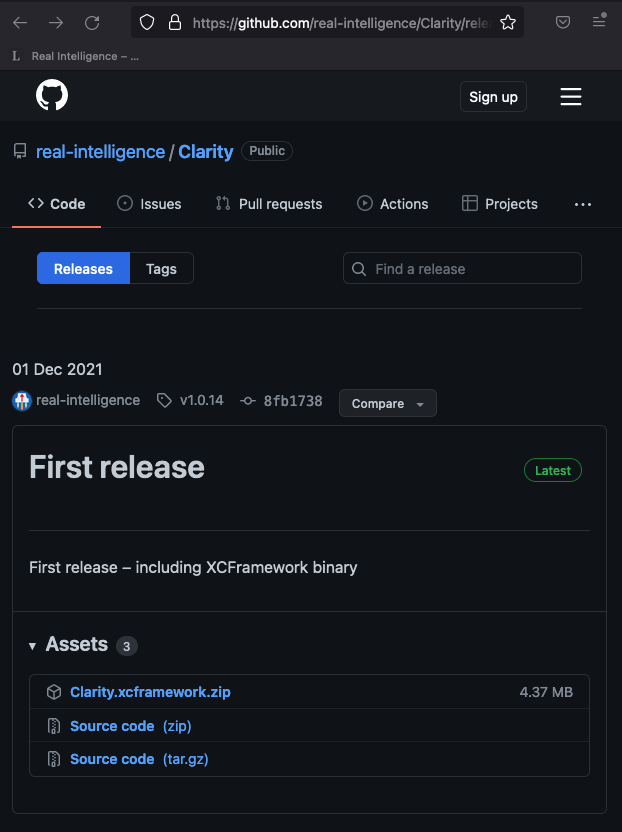 https://github.com/real-intelligence/Clarity/rele
L Real Intelligence – ...
Sign up
real-intelligence / Clarity Public
Code Issues Pull requests Actions Projects ...
Releases Tags Find a release
01 Dec 2021
real-intelligence v1.0.14 8fb1738 Compare
First release Latest
First release – including XCFramework binary
Assets 3
Clarity.xcframework.zip 4.37 MB
Source code (zip)
Source code (tar.gz)